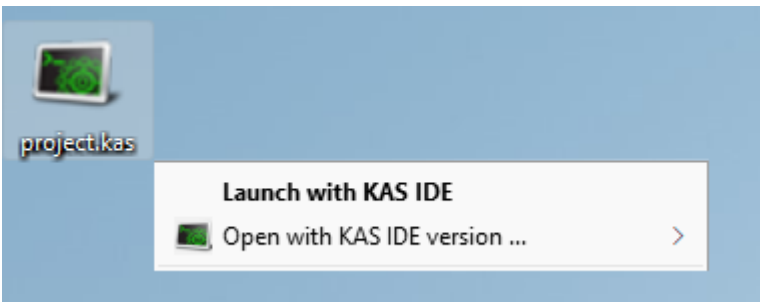 project.kas
Launch with KAS IDE
Open with KAS IDE version ...